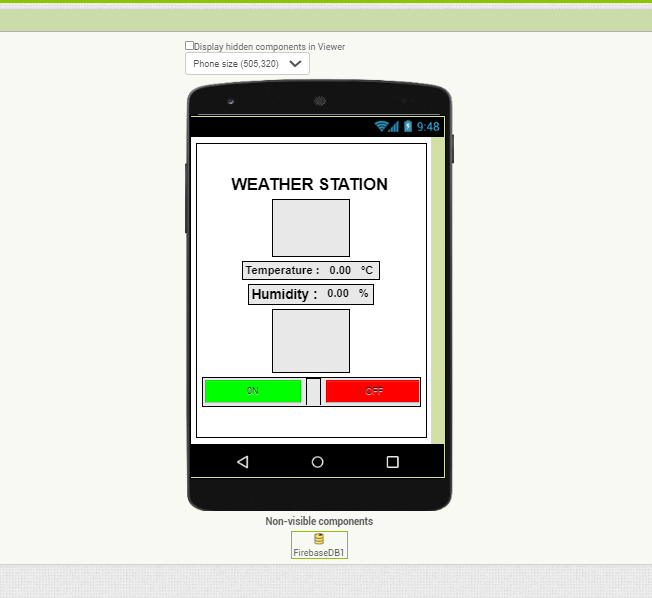 Display hidden components in Viewer
Phone size (505,320)
9:48
WEATHER STATION
Temperature : 0.00 °C
Humidity : 0.00 %
ON OFF
Non-visible components
FirebaseDB1